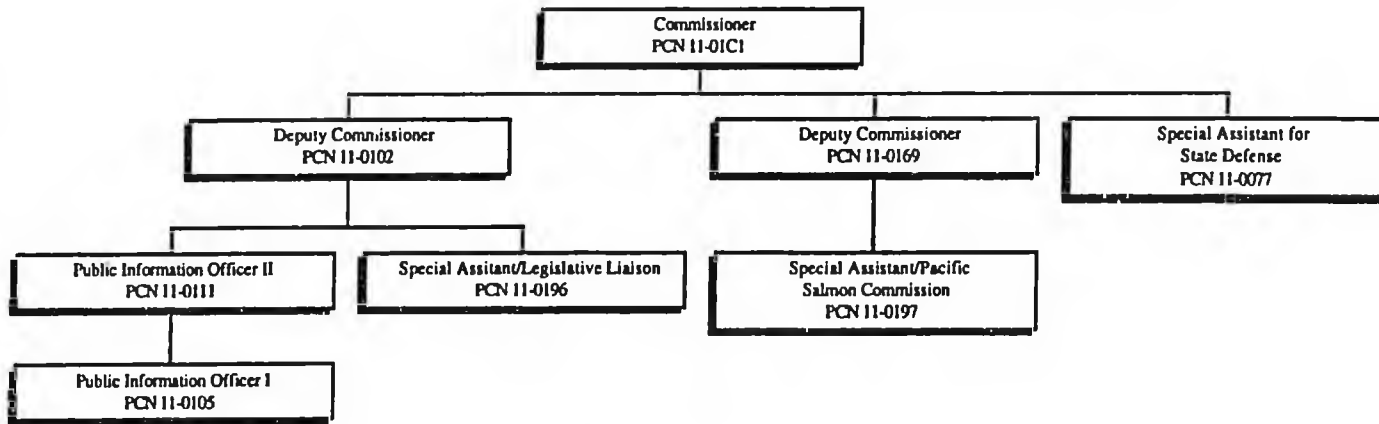 Commissioner
PCN 11-01C1
Deputy Commissioner
PCN 11-0102
Deputy Commissioner
PCN 11-0169
Special Assistant for
State Defense
PCN 11-0077
Public Information Officer II
PCN 11-0111
Special Assitant/Legislative Liaison
PCN 11-0196
Special Assistant/Pacific
Salmon Commission
PCN 11-0197
Public Information Officer I
PCN 11-0105